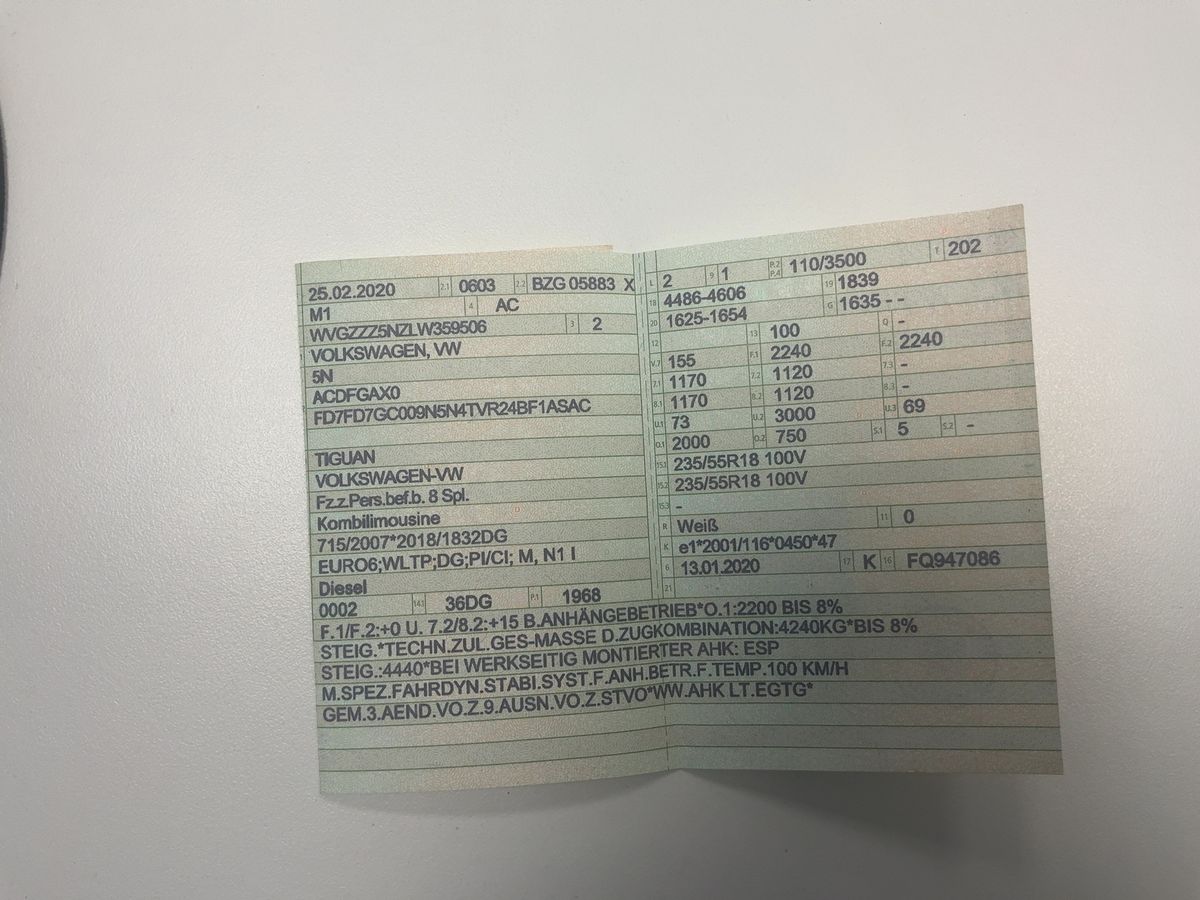 25.02.2020 2.1 0603 2.2 BZG 05883 X
M1 4 AC
WVGZZZ5NZLW359506 3 2
VOLKSWAGEN, VW
5N
ACDFGAX0
FD7FD7GC009N5N4TVR24BF1ASAC
TIGUAN
VOLKSWAGEN-VW
Fz.z.Pers.bef.b. 8 Spl.
Kombilimousine
715/2007*2018/1832DG
EURO6;WLTP;DG;PI/CI; M, N1 I
Diesel
0002 14.1 36DG P.1 1968
L 2 9 1 P.2 P.4 110/3500 T 202
18 4486-4606 19 1839
20 1625-1654 G 1635 - -
12 13 100 Q -
V.7 155 F.1 2240 F.2 2240
7.1 1170 7.2 1120 7.3 -
8.1 1170 8.2 1120 8.3 -
U.1 73 U.2 3000 U.3 69
O.1 2000 O.2 750 S.1 5 S.2 -
15.1 235/55R18 100V
15.2 235/55R18 100V
15.3 -
R Weiß 11 0
K e1*2001/116*0450*47
6 13.01.2020 17 K 16 FQ947086
21
F.1/F.2:+0 U. 7.2/8.2:+15 B.ANHÄNGEBETRIEB*O.1:2200 BIS 8%
STEIG.*TECHN.ZUL.GES-MASSE D.ZUGKOMBINATION:4240KG*BIS 8%
STEIG.:4440*BEI WERKSEITIG MONTIERTER AHK: ESP
M.SPEZ.FAHRDYN.STABI.SYST.F.ANH.BETR.F.TEMP.100 KM/H
GEM.3.AEND.VO.Z.9.AUSN.VO.Z.STVO*WW.AHK LT.EGTG*